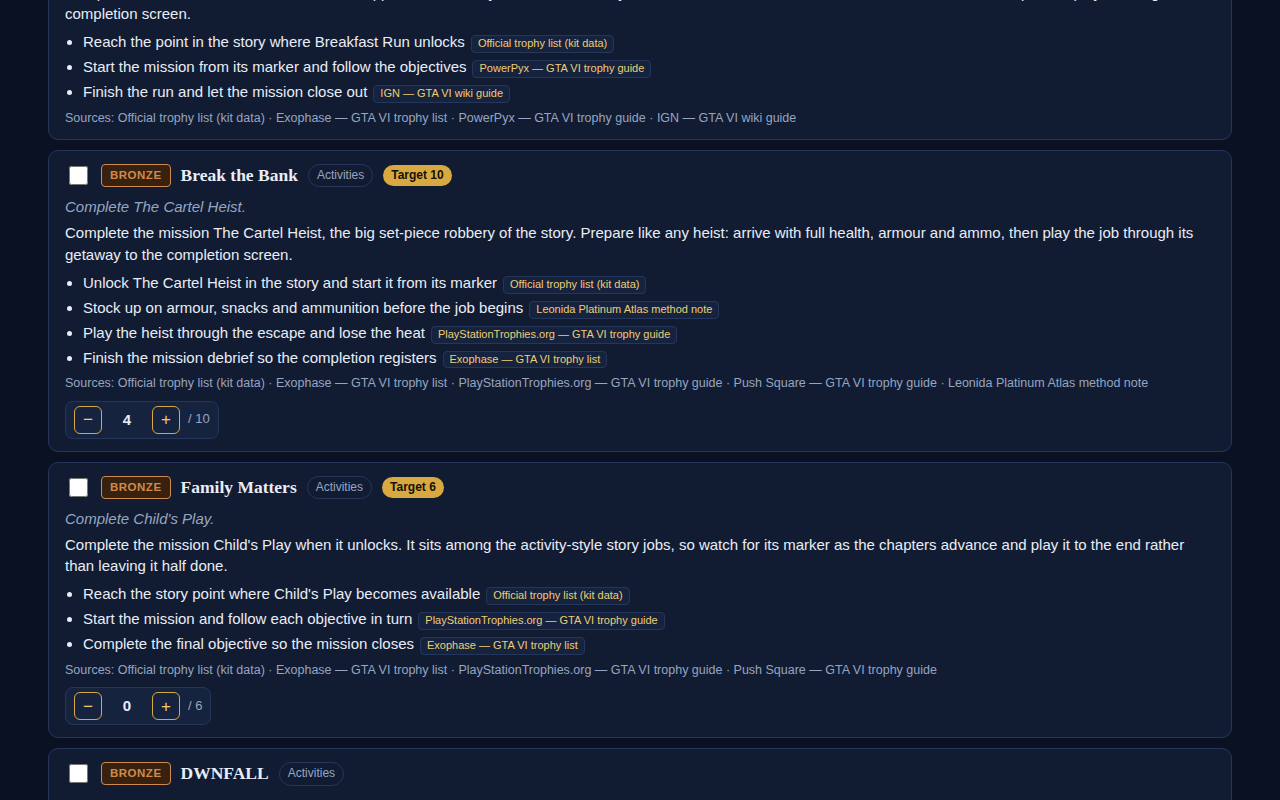 completion screen.
Reach the point in the story where Breakfast Run unlocks Official trophy list (kit data)
Start the mission from its marker and follow the objectives PowerPyx — GTA VI trophy guide
Finish the run and let the mission close out IGN — GTA VI wiki guide
Sources: Official trophy list (kit data) · Exophase — GTA VI trophy list · PowerPyx — GTA VI trophy guide · IGN — GTA VI wiki guide
BRONZE Break the Bank Activities Target 10
Complete The Cartel Heist.
Complete the mission The Cartel Heist, the big set-piece robbery of the story. Prepare like any heist: arrive with full health, armour and ammo, then play the job through its
getaway to the completion screen.
Unlock The Cartel Heist in the story and start it from its marker Official trophy list (kit data)
Stock up on armour, snacks and ammunition before the job begins Leonida Platinum Atlas method note
Play the heist through the escape and lose the heat PlayStationTrophies.org — GTA VI trophy guide
Finish the mission debrief so the completion registers Exophase — GTA VI trophy list
Sources: Official trophy list (kit data) · Exophase — GTA VI trophy list · PlayStationTrophies.org — GTA VI trophy guide · Push Square — GTA VI trophy guide · Leonida Platinum Atlas method note
− 4 + / 10
BRONZE Family Matters Activities Target 6
Complete Child's Play.
Complete the mission Child's Play when it unlocks. It sits among the activity-style story jobs, so watch for its marker as the chapters advance and play it to the end rather
than leaving it half done.
Reach the story point where Child's Play becomes available Official trophy list (kit data)
Start the mission and follow each objective in turn PlayStationTrophies.org — GTA VI trophy guide
Complete the final objective so the mission closes Exophase — GTA VI trophy list
Sources: Official trophy list (kit data) · Exophase — GTA VI trophy list · PlayStationTrophies.org — GTA VI trophy guide · Push Square — GTA VI trophy guide
− 0 + / 6
BRONZE DWNFALL Activities